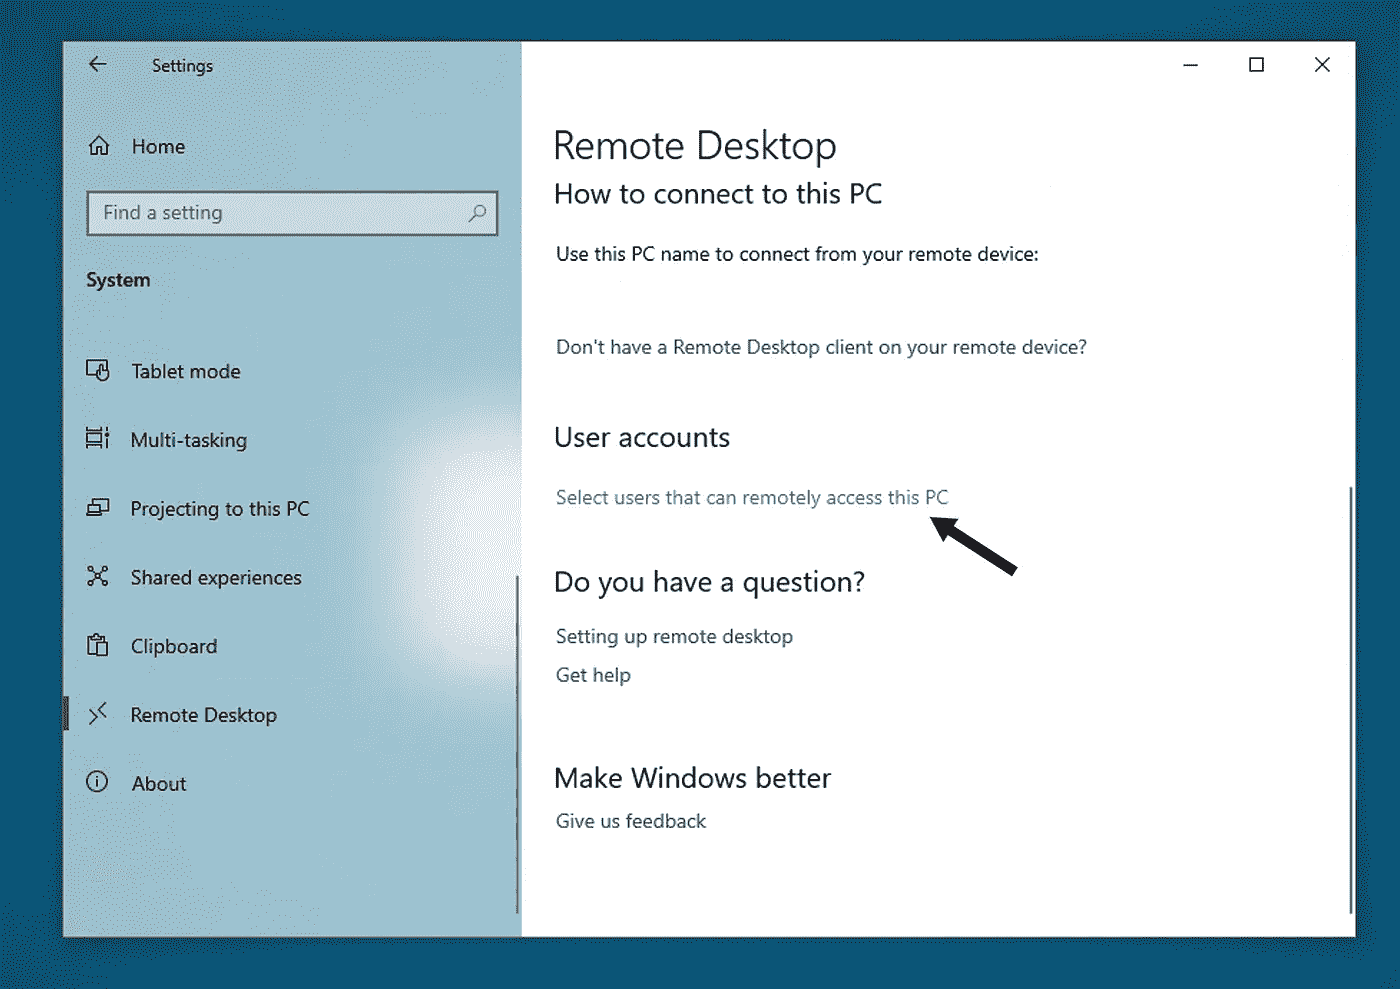 Settings
Home
Find a setting
System
Tablet mode
Multi-tasking
Projecting to this PC
Shared experiences
Clipboard
Remote Desktop
About
Remote Desktop
How to connect to this PC
Use this PC name to connect from your remote device:
Don't have a Remote Desktop client on your remote device?
User accounts
Select users that can remotely access this PC
Do you have a question?
Setting up remote desktop
Get help
Make Windows better
Give us feedback